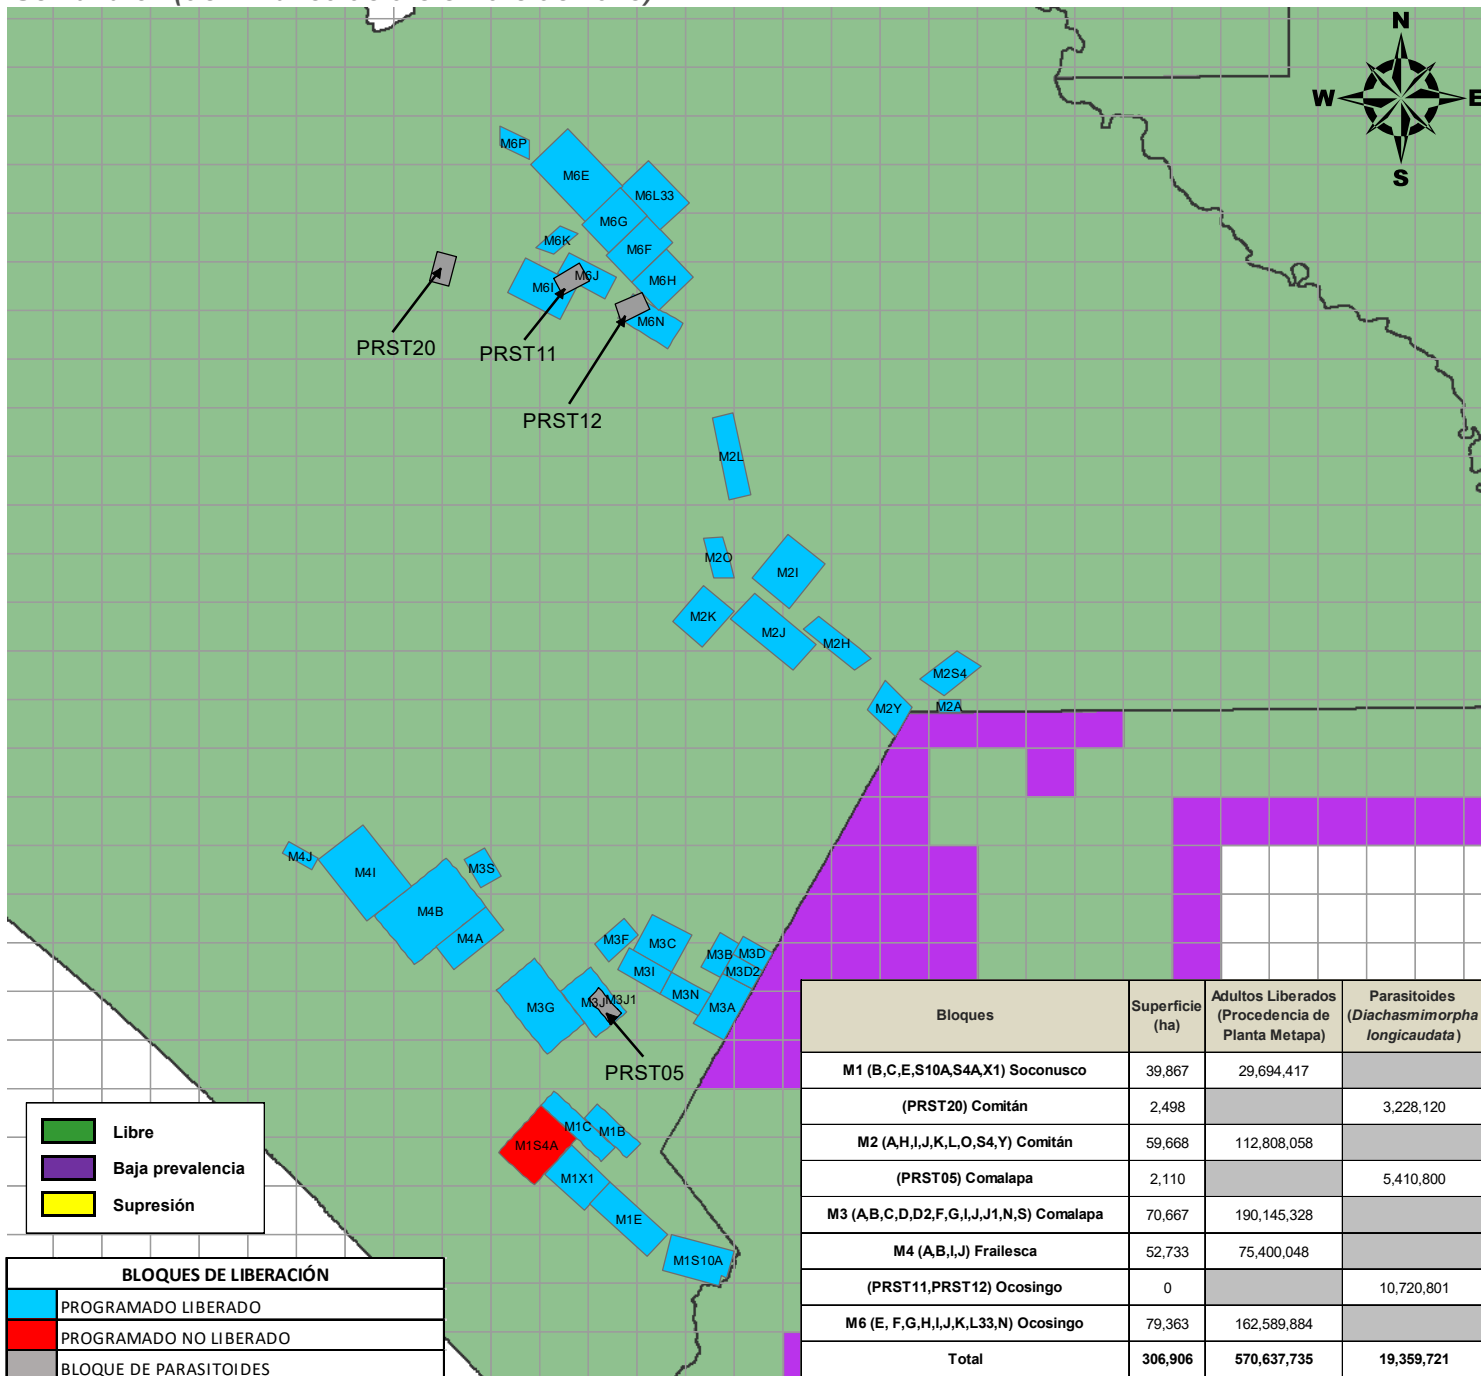 N
W
E
S
M6P
M6E
M6L33
M6G
M6K
M6F
M6J
M6I
M6H
M6N
PRST20
PRST11
PRST12
M2L
M2O
M2I
M2K
M2J
M2H
M2S4
M2Y
M2A
M4J
M4I
M3S
M4B
M4A
M3F
M3C
M3B
M3D
M3I
M3D2
M3N
M3G
M3J
M3J1
M3A
PRST05
M1C
M1B
M1S4A
M1X1
M1E
M1S10A
Libre
Baja prevalencia
Supresión
BLOQUES DE LIBERACIÓN
PROGRAMADO LIBERADO
PROGRAMADO NO LIBERADO
BLOQUE DE PARASITOIDES
Bloques Superficie (ha) Adultos Liberados (Procedencia de Planta Metapa) Parasitoides (Diachasmimorpha longicaudata)
M1 (B,C,E,S10A,S4A,X1) Soconusco 39,867 29,694,417
(PRST20) Comitán 2,498 3,228,120
M2 (A,H,I,J,K,L,O,S4,Y) Comitán 59,668 112,808,058
(PRST05) Comalapa 2,110 5,410,800
M3 (A,B,C,D,D2,F,G,I,J,J1,N,S) Comalapa 70,667 190,145,328
M4 (A,B,I,J) Frailesca 52,733 75,400,048
(PRST11,PRST12) Ocosingo 0 10,720,801
M6 (E, F,G,H,I,J,K,L33,N) Ocosingo 79,363 162,589,884
Total 306,906 570,637,735 19,359,721